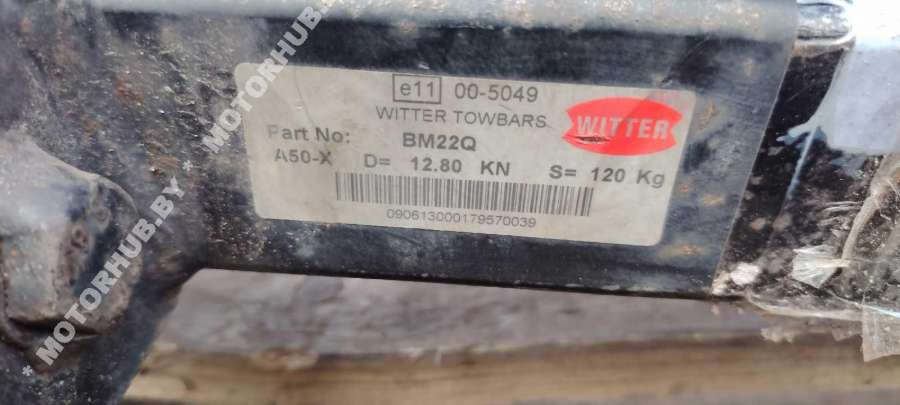 e11 00-5049
WITTER TOWBARS
WITTER
Part No: BM22Q
A50-X D= 12.80 KN S= 120 Kg
090613000179570039
* MOTORHUB.BY * MOTORHUB.BY